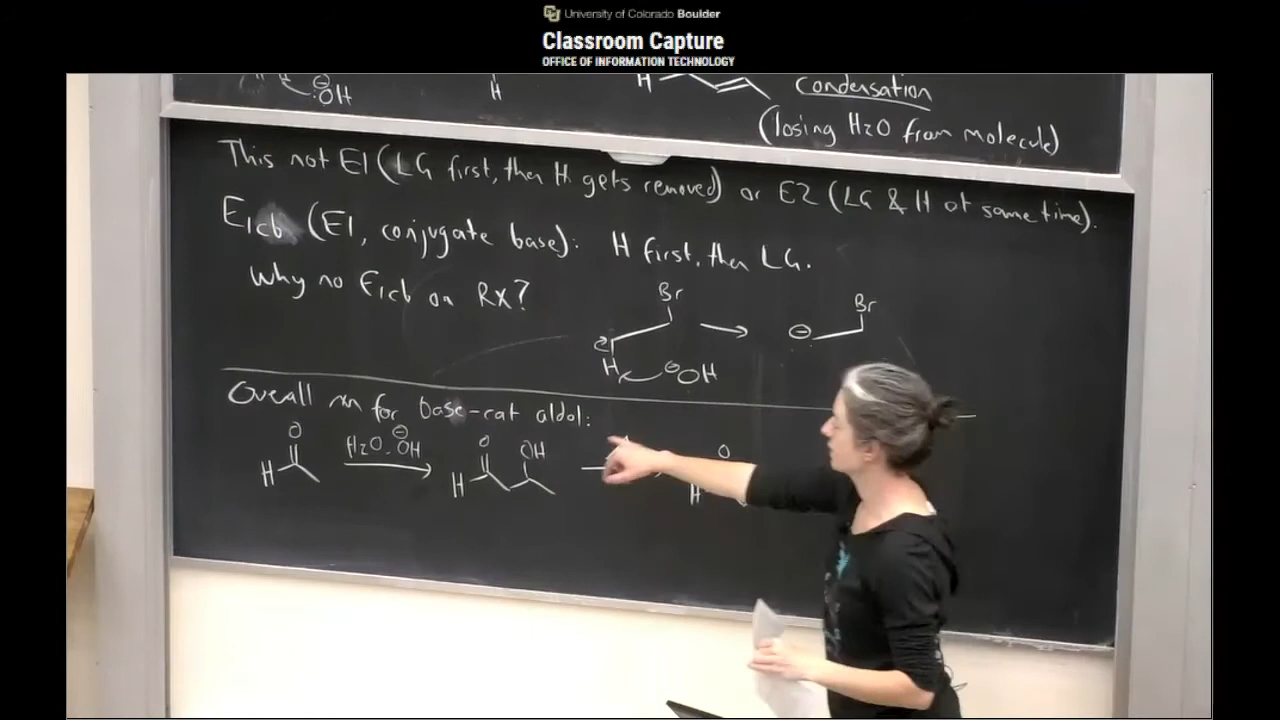 University of Colorado Boulder
Classroom Capture
OFFICE OF INFORMATION TECHNOLOGY
⊖
:OH
H
H
condensation
(losing H2O from molecule)
This not E1 (LG first, then H gets removed) or E2 (LG & H at same time).
E1cb (E1, conjugate base): H first, then LG.
Why no E1cb on RX?
Br
Br
⊖
H
⊖OH
Overall rxn for base-cat aldol:
O
H
H2O, ⊖OH
O
OH
H
O
H